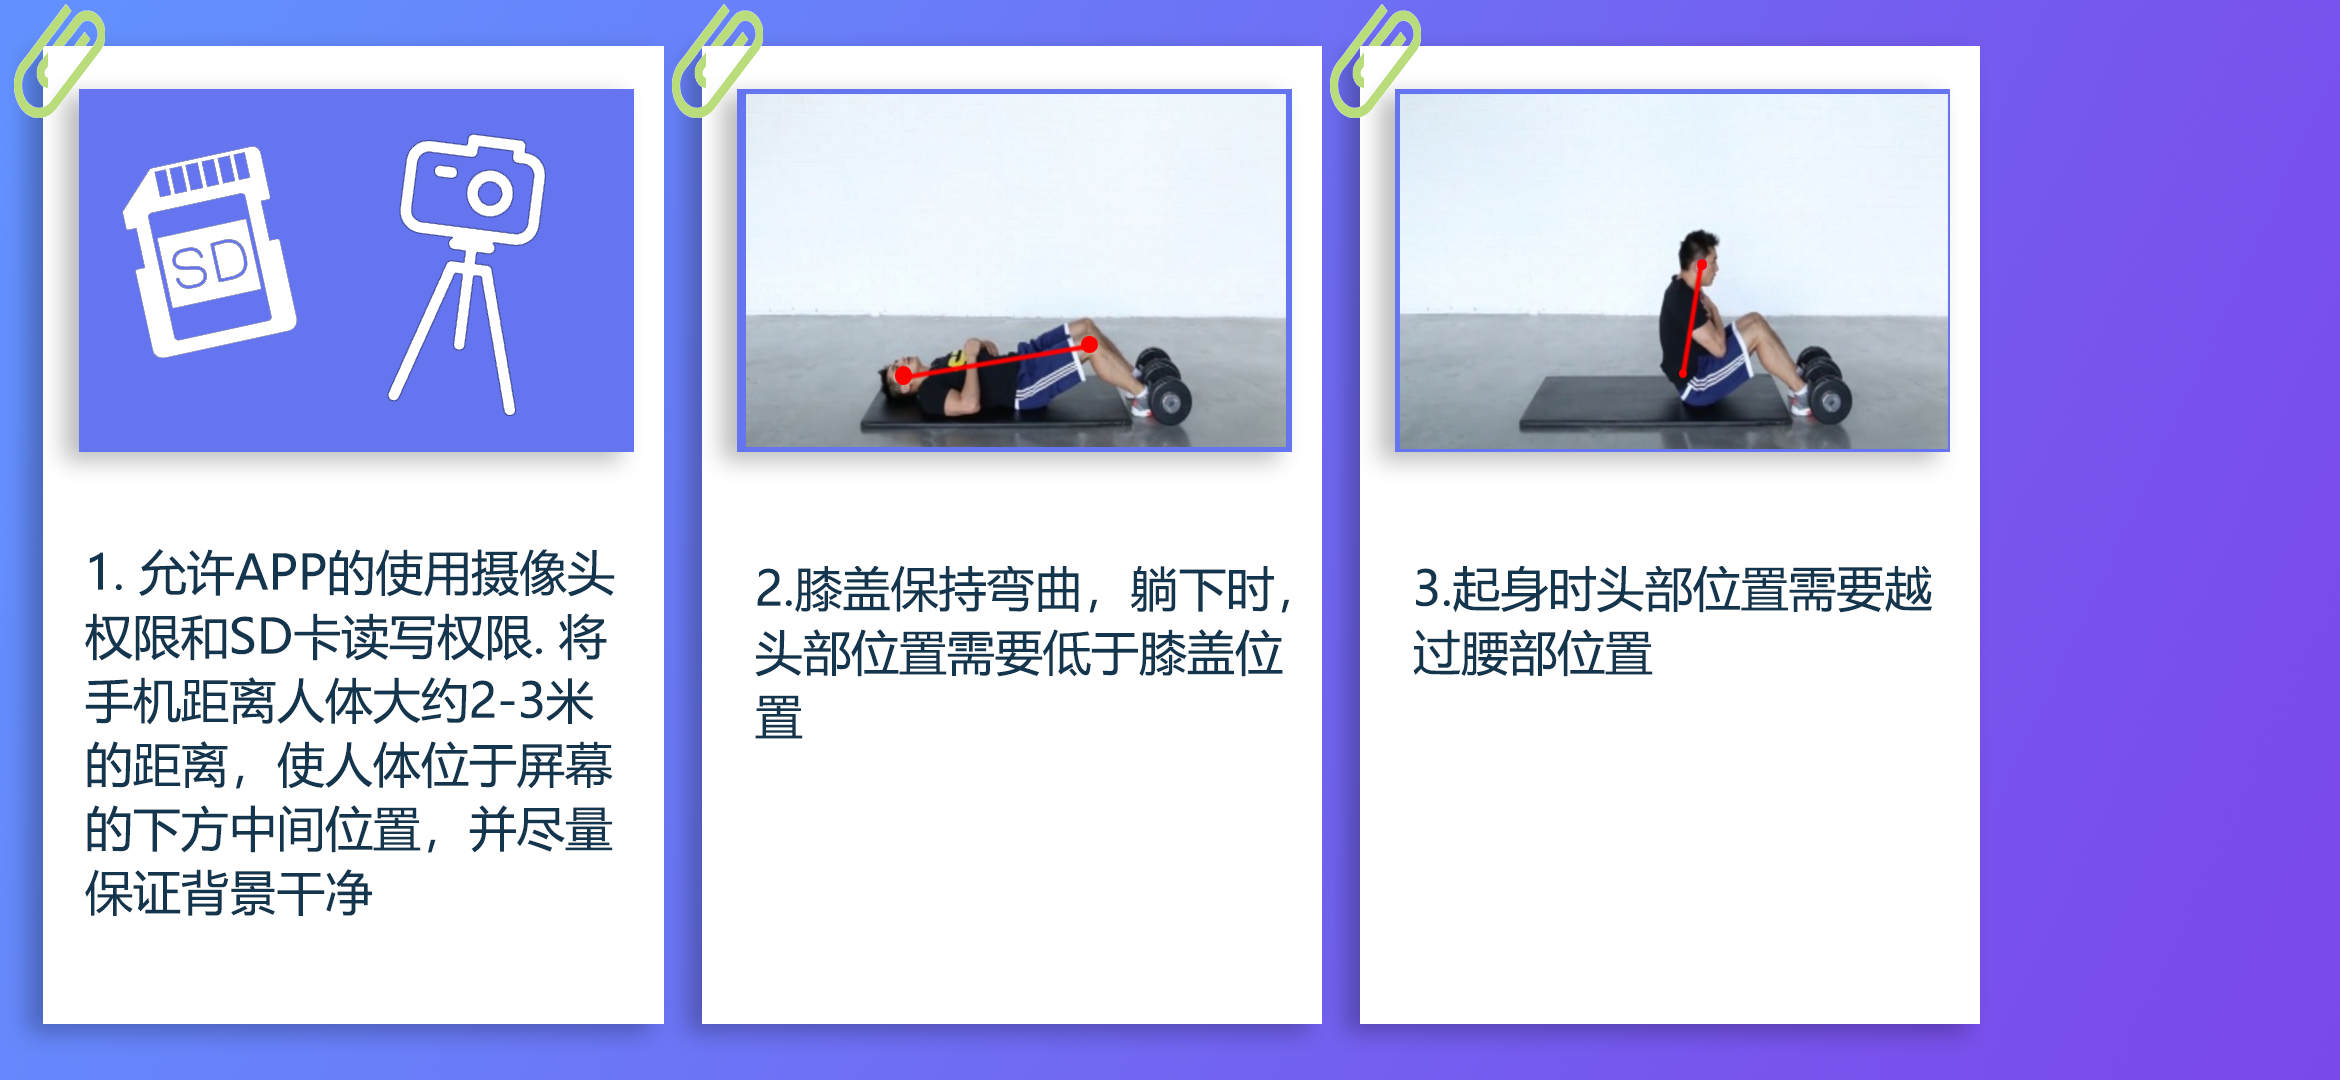 SD
1. 允许APP的使用摄像头
权限和SD卡读写权限. 将
手机距离人体大约2-3米
的距离，使人体位于屏幕
的下方中间位置，并尽量
保证背景干净
2.膝盖保持弯曲，躺下时，
头部位置需要低于膝盖位
置
3.起身时头部位置需要越
过腰部位置